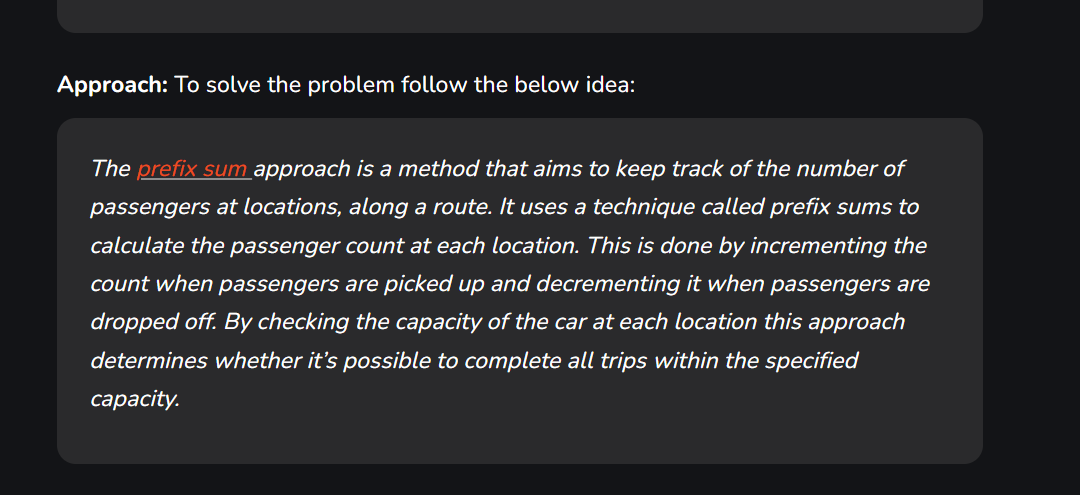 Approach: To solve the problem follow the below idea:
The prefix sum approach is a method that aims to keep track of the number of
passengers at locations, along a route. It uses a technique called prefix sums to
calculate the passenger count at each location. This is done by incrementing the
count when passengers are picked up and decrementing it when passengers are
dropped off. By checking the capacity of the car at each location this approach
determines whether it’s possible to complete all trips within the specified
capacity.